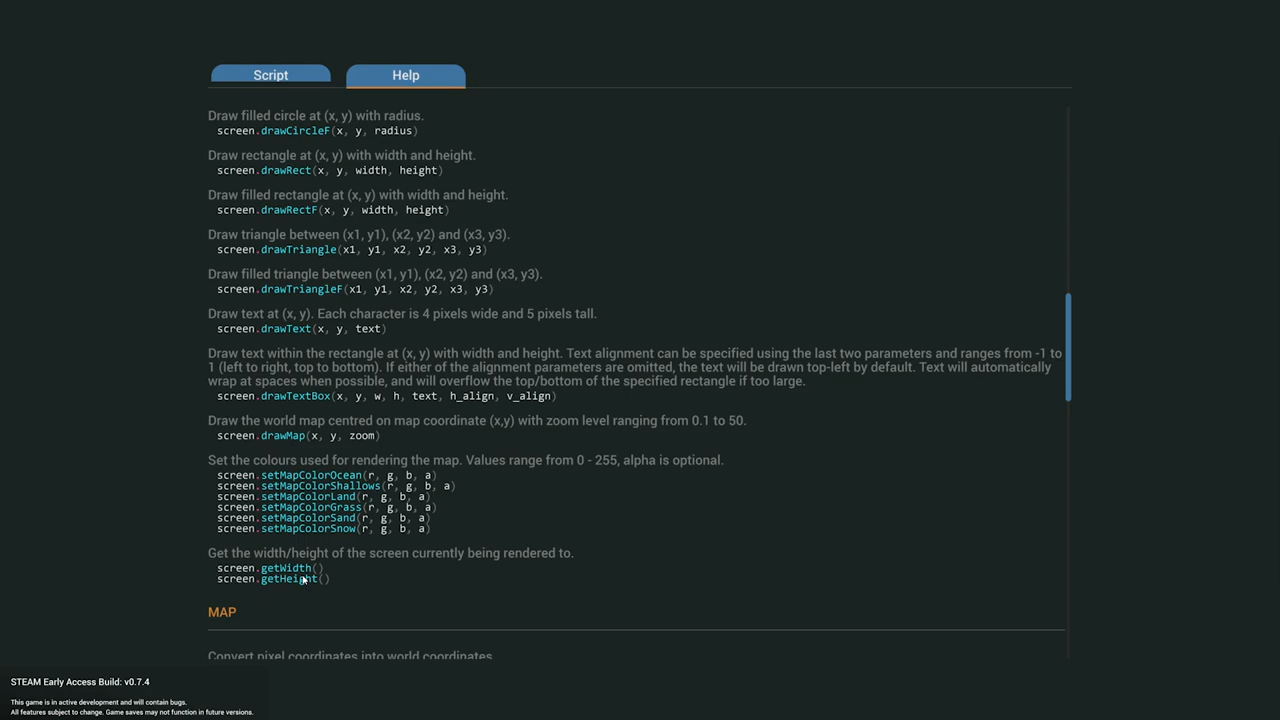 Script
Help
Draw filled circle at (x, y) with radius.
screen.drawCircleF(x, y, radius)
Draw rectangle at (x, y) with width and height.
screen.drawRect(x, y, width, height)
Draw filled rectangle at (x, y) with width and height.
screen.drawRectF(x, y, width, height)
Draw triangle between (x1, y1), (x2, y2) and (x3, y3).
screen.drawTriangle(x1, y1, x2, y2, x3, y3)
Draw filled triangle between (x1, y1), (x2, y2) and (x3, y3).
screen.drawTriangleF(x1, y1, x2, y2, x3, y3)
Draw text at (x, y). Each character is 4 pixels wide and 5 pixels tall.
screen.drawText(x, y, text)
Draw text within the rectangle at (x, y) with width and height. Text alignment can be specified using the last two parameters and ranges from -1 to
1 (left to right, top to bottom). If either of the alignment parameters are omitted, the text will be drawn top-left by default. Text will automatically
wrap at spaces when possible, and will overflow the top/bottom of the specified rectangle if too large.
screen.drawTextBox(x, y, w, h, text, h_align, v_align)
Draw the world map centred on map coordinate (x,y) with zoom level ranging from 0.1 to 50.
screen.drawMap(x, y, zoom)
Set the colours used for rendering the map. Values range from 0 - 255, alpha is optional.
screen.setMapColorOcean(r, g, b, a)
screen.setMapColorShallows(r, g, b, a)
screen.setMapColorLand(r, g, b, a)
screen.setMapColorGrass(r, g, b, a)
screen.setMapColorSand(r, g, b, a)
screen.setMapColorSnow(r, g, b, a)
Get the width/height of the screen currently being rendered to.
screen.getWidth()
screen.getHeight()
MAP
Convert pixel coordinates into world coordinates
STEAM Early Access Build: v0.7.4
This game is in active development and will contain bugs.
All features subject to change. Game saves may not function in future versions.